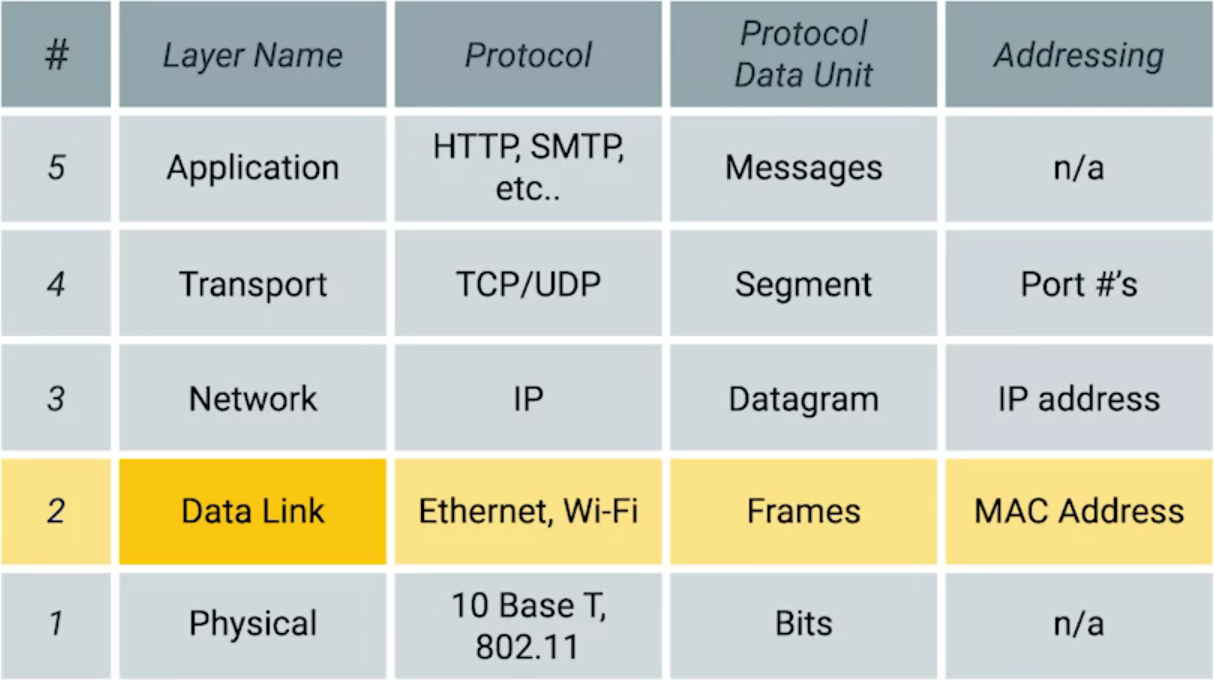 # Layer Name Protocol Protocol Data Unit Addressing
5 Application HTTP, SMTP, etc.. Messages n/a
4 Transport TCP/UDP Segment Port #'s
3 Network IP Datagram IP address
2 Data Link Ethernet, Wi-Fi Frames MAC Address
1 Physical 10 Base T, 802.11 Bits n/a